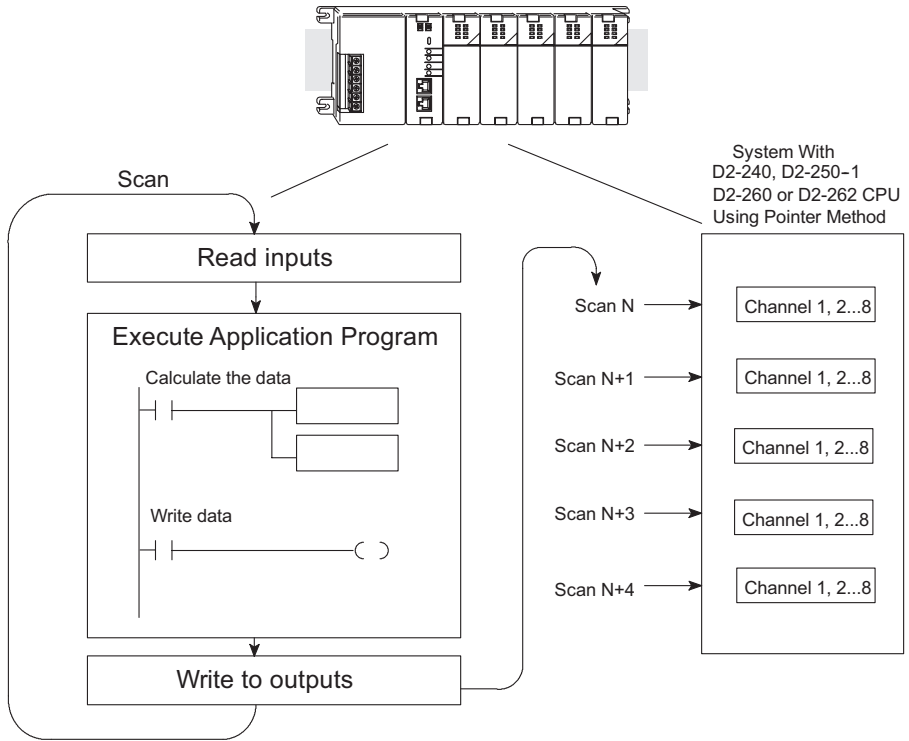 System With
D2-240, D2-250-1
D2-260 or D2-262 CPU
Using Pointer Method
Scan
Read inputs
Execute Application Program
Calculate the data
Write data
Write to outputs
Scan N
Channel 1, 2...8
Scan N+1
Channel 1, 2...8
Scan N+2
Channel 1, 2...8
Scan N+3
Channel 1, 2...8
Scan N+4
Channel 1, 2...8